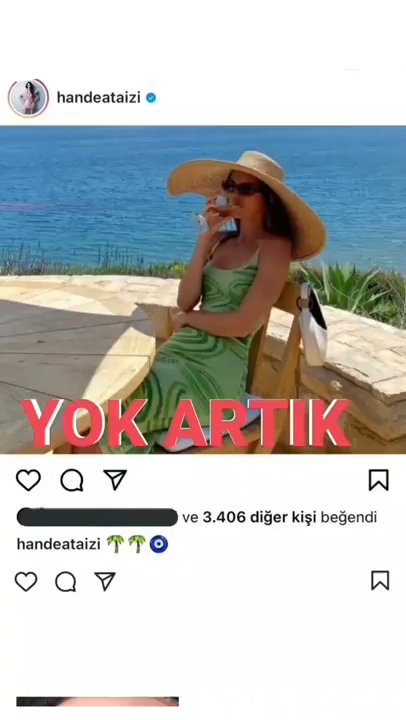 handeataizi
YOK ARTIK
ve 3.406 diğer kişi beğendi
handeataizi 🌴🌴🧿